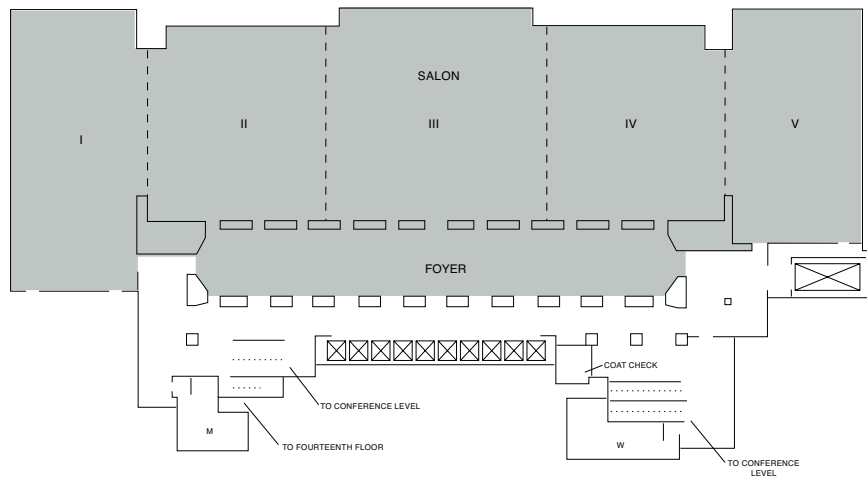 SALON
I
II
III
IV
V
FOYER
COAT CHECK
TO CONFERENCE LEVEL
M
TO FOURTEENTH FLOOR
W
TO CONFERENCE
LEVEL